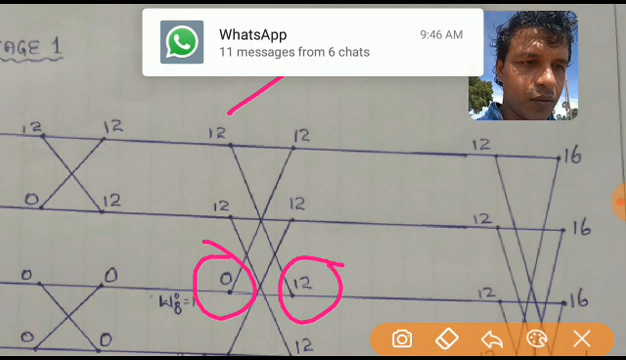 WhatsApp 9:46 AM
11 messages from 6 chats
AGE 1
12 12 12 12 12 16
0 12 12 12 12 16
0 0 0 12 12 16
0 0 12